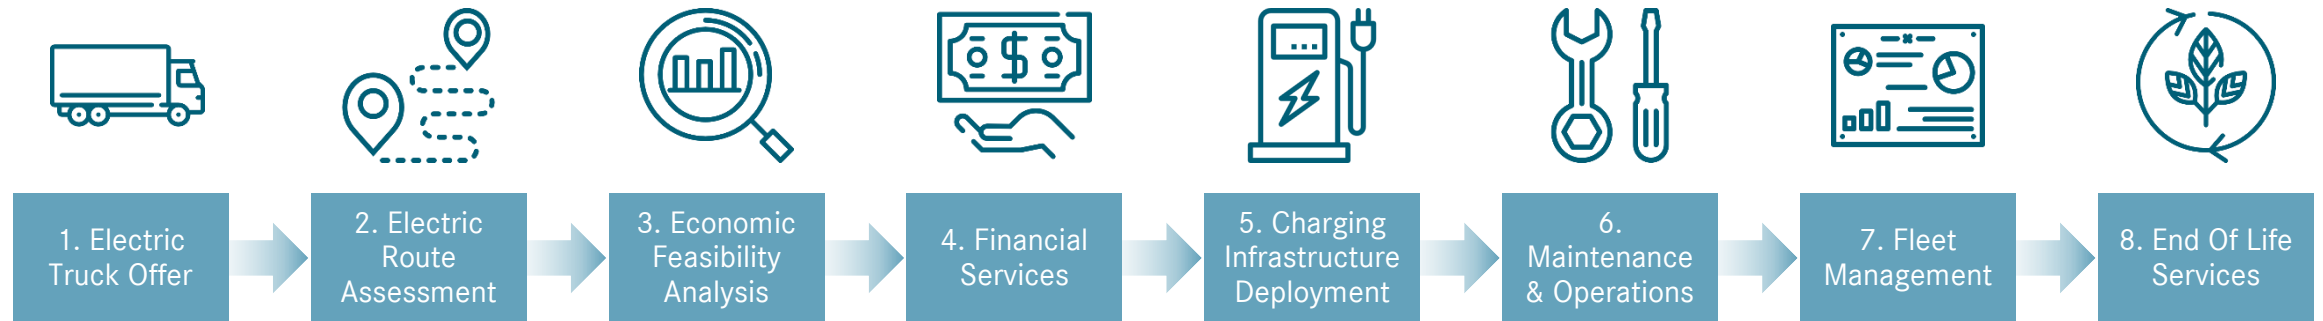 1. Electric
Truck Offer
2. Electric
Route
Assessment
3. Economic
Feasibility
Analysis
4. Financial
Services
5. Charging
Infrastructure
Deployment
6.
Maintenance
& Operations
7. Fleet
Management
8. End Of Life
Services